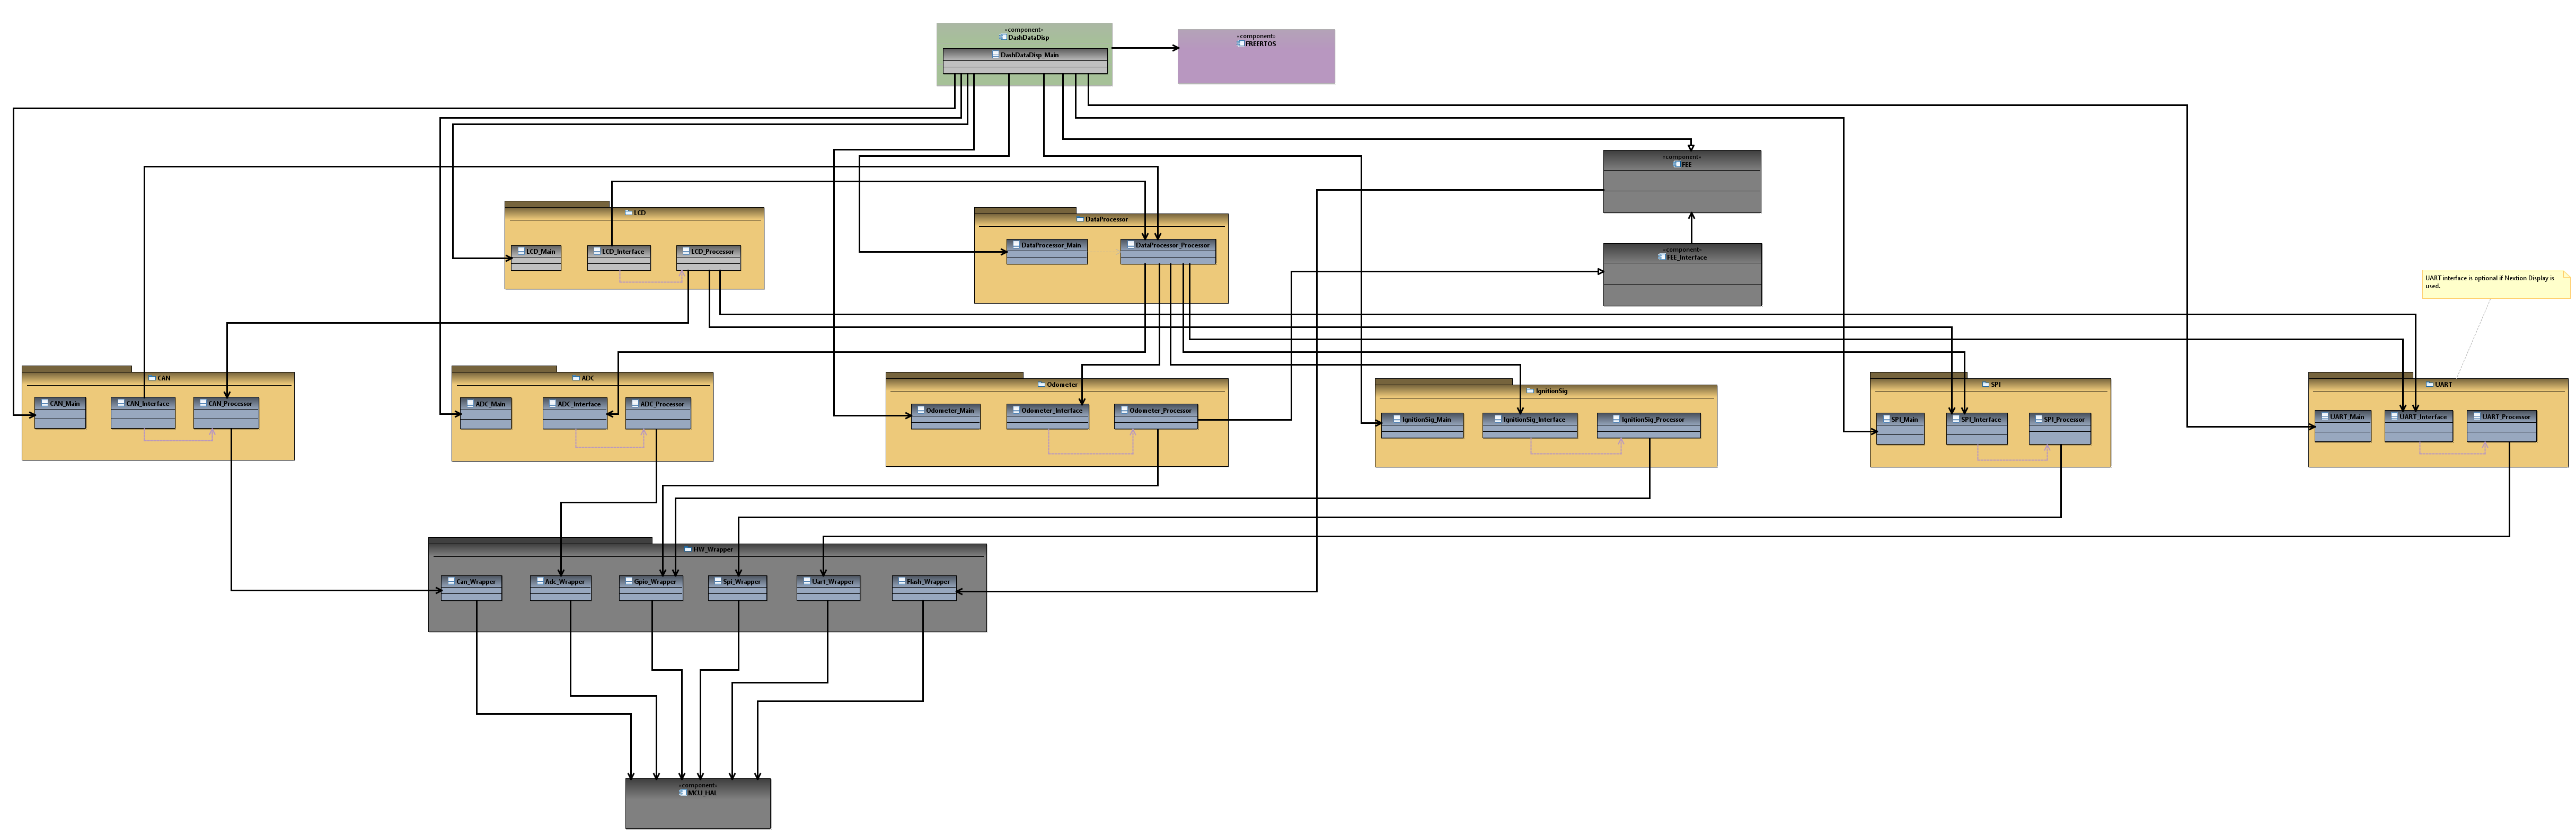 «component»
DashDataDisp
DashDataDisp_Main
«component»
FREERTOS
«component»
FEE
LCD
LCD_Main
LCD_Interface
LCD_Processor
DataProcessor
DataProcessor_Main
DataProcessor_Processor
«component»
FEE_Interface
UART interface is optional if Nextion Display is
used.
CAN
CAN_Main
CAN_Interface
CAN_Processor
ADC
ADC_Main
ADC_Interface
ADC_Processor
Odometer
Odometer_Main
Odometer_Interface
Odometer_Processor
IgnitionSig
IgnitionSig_Main
IgnitionSig_Interface
IgnitionSig_Processor
SPI
SPI_Main
SPI_Interface
SPI_Processor
UART
UART_Main
UART_Interface
UART_Processor
HW_Wrapper
Can_Wrapper
Adc_Wrapper
Gpio_Wrapper
Spi_Wrapper
Uart_Wrapper
Flash_Wrapper
«component»
MCU_HAL